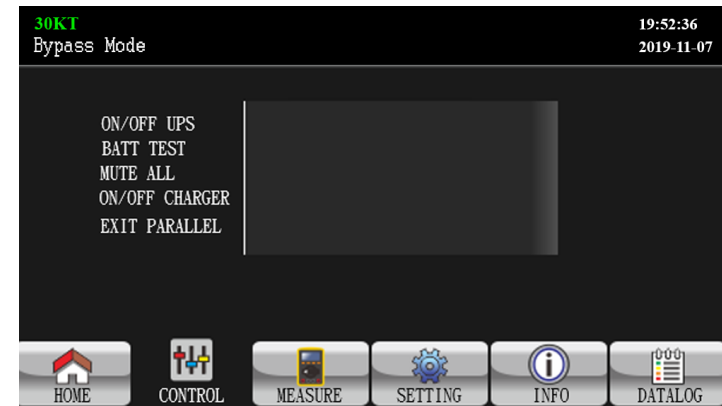 30KT
19:52:36
Bypass Mode
2019-11-07
ON/OFF UPS
BATT TEST
MUTE ALL
ON/OFF CHARGER
EXIT PARALLEL
HOME
CONTROL
MEASURE
SETTING
INFO
DATALOG